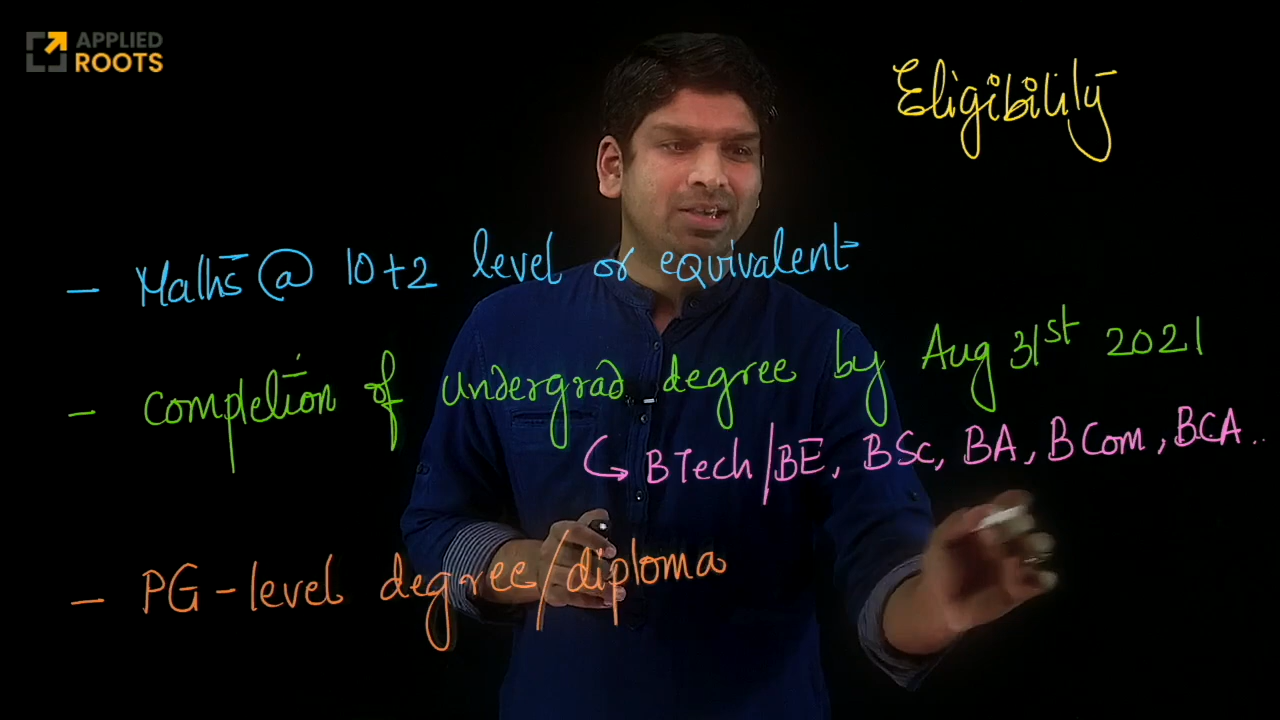 APPLIED
ROOTS
Eligibility
- Maths @ 10+2 level or equivalent
- Completion of undergrad degree by Aug 31st 2021
↳ BTech/BE, BSc, BA, BCom, BCA..
- PG-level degree/diploma